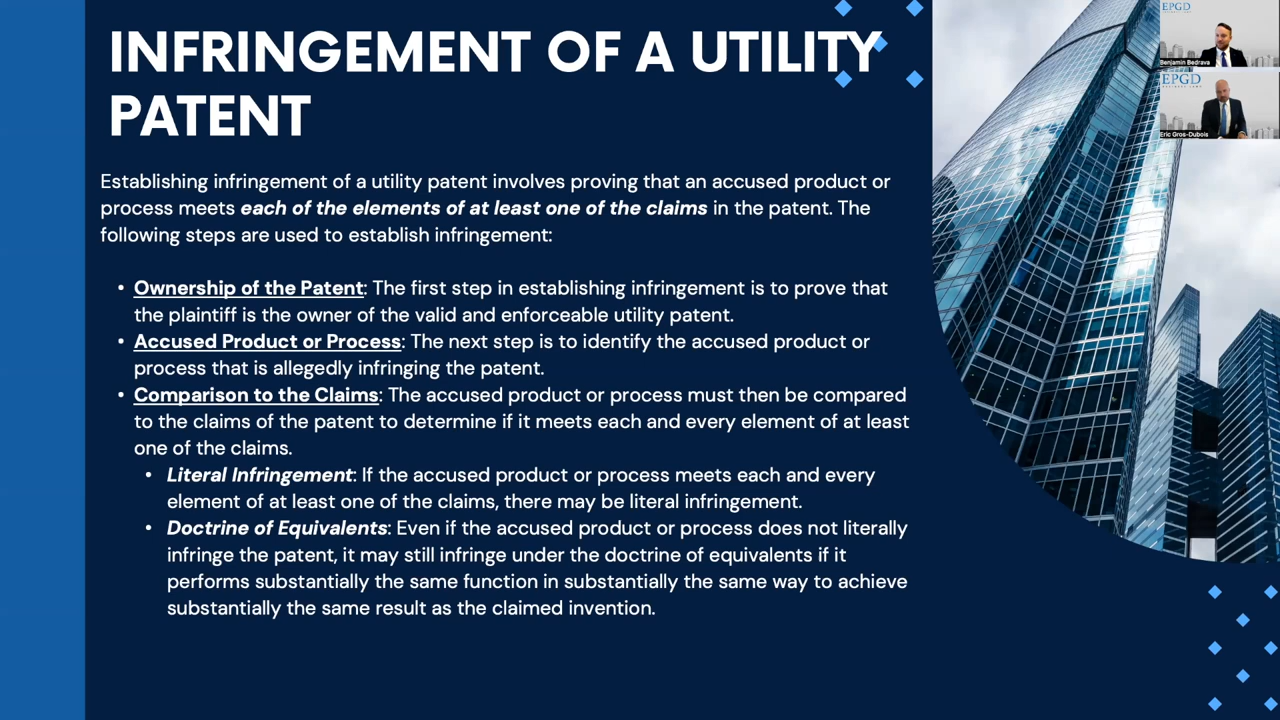 INFRINGEMENT OF A UTILITY
PATENT
Establishing infringement of a utility patent involves proving that an accused product or
process meets each of the elements of at least one of the claims in the patent. The
following steps are used to establish infringement:
• Ownership of the Patent: The first step in establishing infringement is to prove that
the plaintiff is the owner of the valid and enforceable utility patent.
• Accused Product or Process: The next step is to identify the accused product or
process that is allegedly infringing the patent.
• Comparison to the Claims: The accused product or process must then be compared
to the claims of the patent to determine if it meets each and every element of at least
one of the claims.
• Literal Infringement: If the accused product or process meets each and every
element of at least one of the claims, there may be literal infringement.
• Doctrine of Equivalents: Even if the accused product or process does not literally
infringe the patent, it may still infringe under the doctrine of equivalents if it
performs substantially the same function in substantially the same way to achieve
substantially the same result as the claimed invention.
EPGD
Benjamin Bedrava
EPGD
BUSINESS LAW
Eric Gros-Dubois